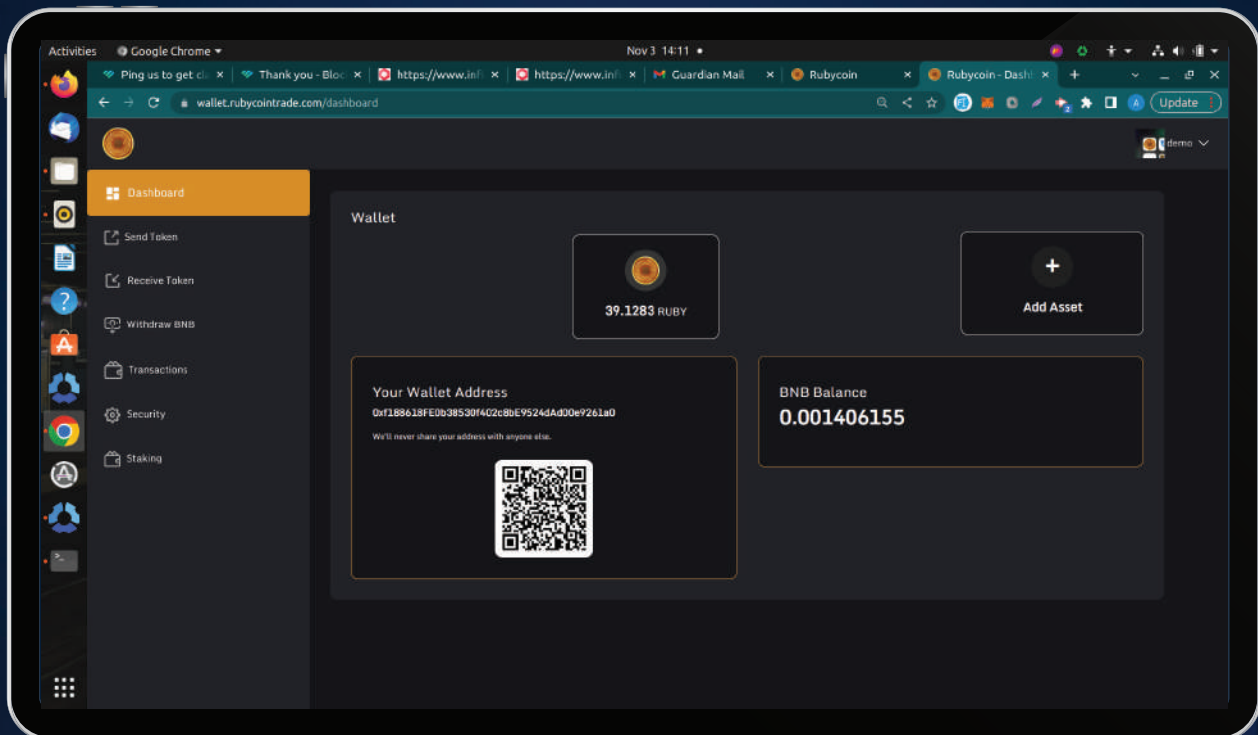 Activities Google Chrome Nov 3 14:11
Ping us to get cl Thank you - Bloc https://www.inf https://www.inf Guardian Mail Rubycoin Rubycoin - Dash
wallet.rubycointrade.com/dashboard Update
demo
Dashboard
Send Token
Receive Token
Withdraw BNB
Transactions
Security
Staking
Wallet
39.1283 RUBY
Add Asset
Your Wallet Address
0xf188618FE0b38530f402c8bE9524dAd00e9261a0
We'll never share your address with anyone else.
BNB Balance
0.001406155